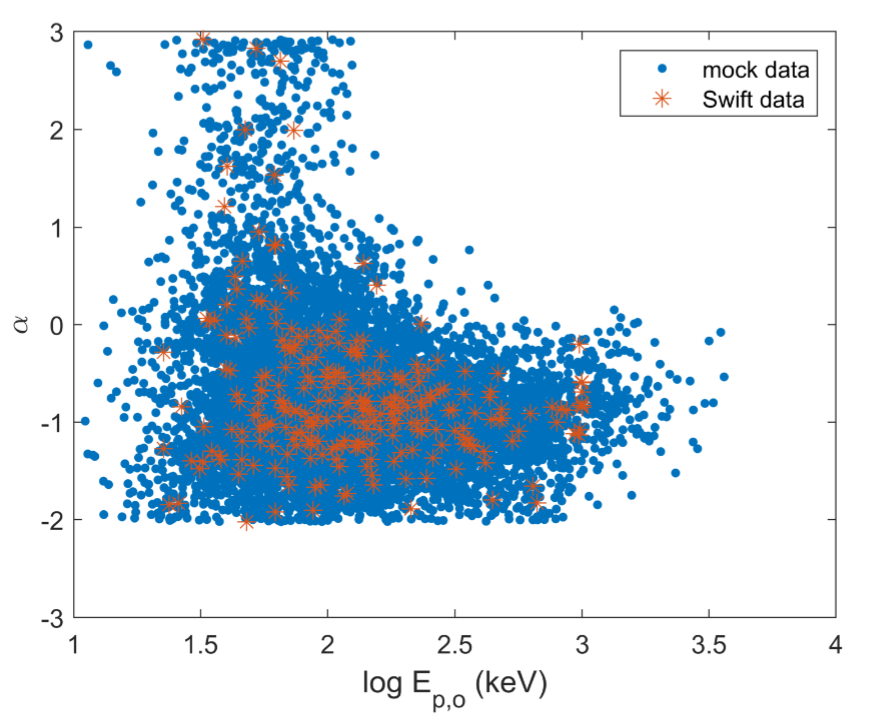 3
2
1
0
-1
-2
-3
α
mock data
Swift data
1 1.5 2 2.5 3 3.5 4
log E_{p,o} (keV)